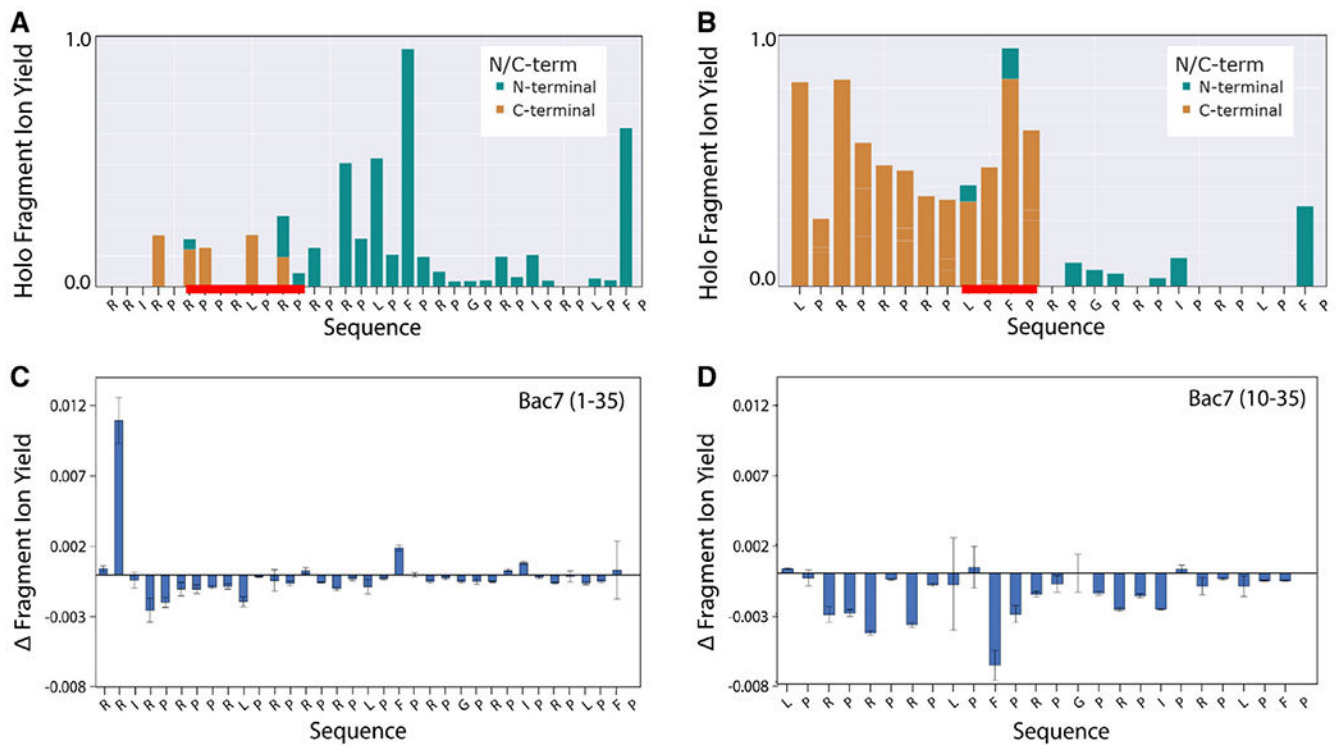 A
B
1.0
0.0
Holo Fragment Ion Yield
N/C-term
N-terminal
C-terminal
R R I R P R P P R L P R P R P R P L P F P R P G P R P I P R P L P F P
Sequence
1.0
0.0
Holo Fragment Ion Yield
N/C-term
N-terminal
C-terminal
L P R P R P R P L P F P R P G P R P I P R P L P F P
Sequence
C
D
Bac7 (1-35)
0.012
0.007
0.002
-0.003
-0.008
Δ Fragment Ion Yield
R R I R P R P P R L P R P R P R P L P F P R P G P R P I P R P L P F P
Sequence
Bac7 (10-35)
0.012
0.007
0.002
-0.003
-0.008
Δ Fragment Ion Yield
L P R P R P R P L P F P R P G P R P I P R P L P F P
Sequence